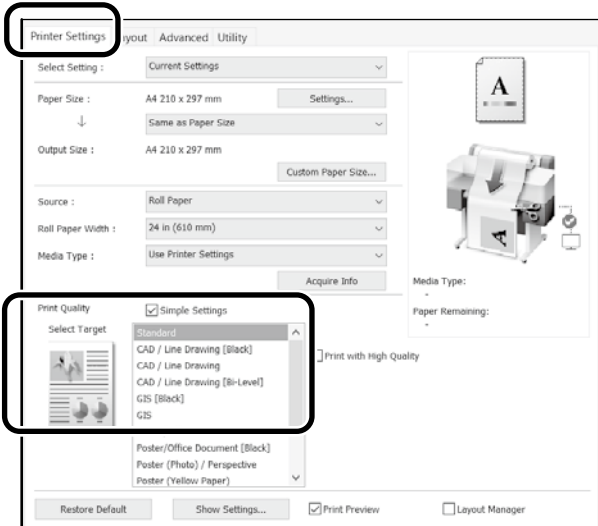 Printer Settings yout Advanced Utility
Select Setting : Current Settings
Paper Size : A4 210 x 297 mm Settings...
Same as Paper Size
Output Size : A4 210 x 297 mm
Custom Paper Size...
Source : Roll Paper
Roll Paper Width : 24 in (610 mm)
Media Type : Use Printer Settings
Acquire Info
A
A
Media Type:
-
Paper Remaining:
-
Print Quality Simple Settings
Select Target
Standard
CAD / Line Drawing [Black]
CAD / Line Drawing
CAD / Line Drawing [Bi-Level]
GIS [Black]
GIS
Poster/Office Document [Black]
Poster (Photo) / Perspective
Poster (Yellow Paper)
Print with High Quality
Restore Default Show Settings... Print Preview Layout Manager